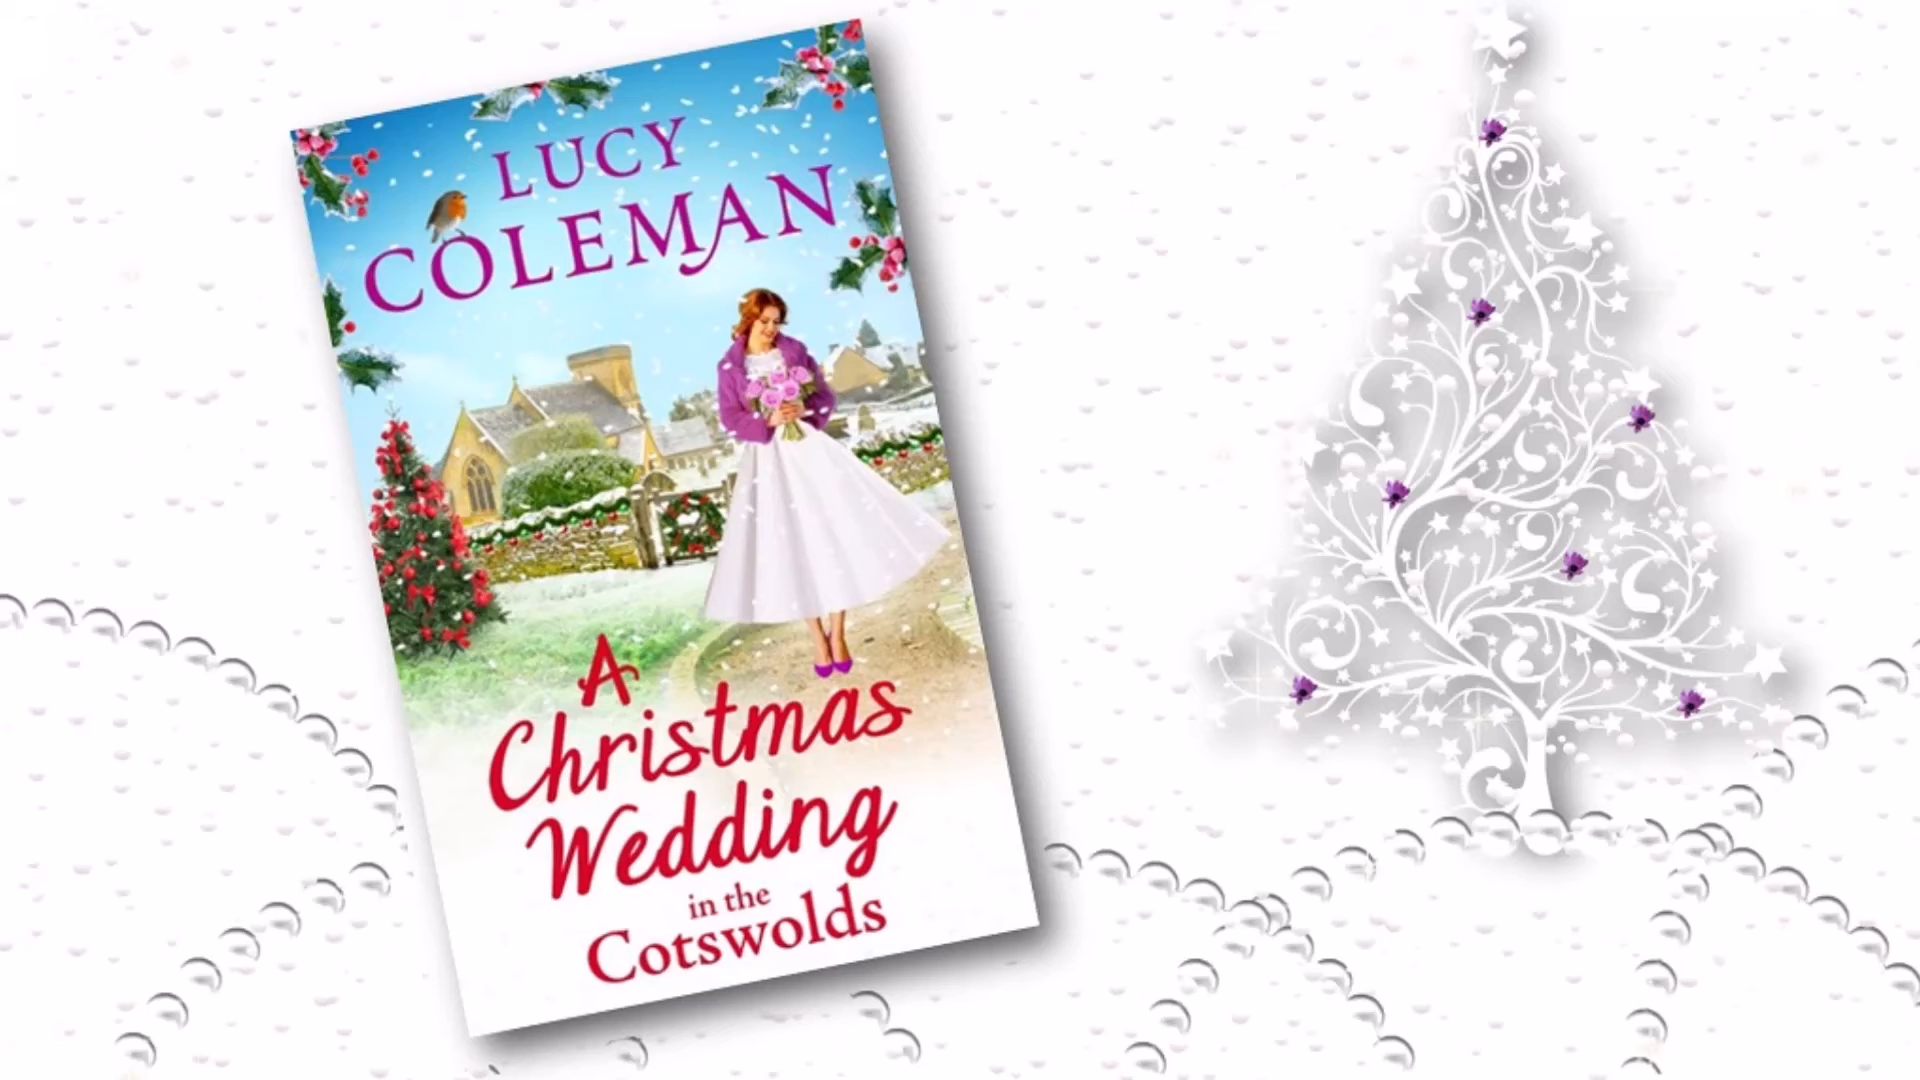 LUCY
COLEMAN
A
Christmas
Wedding
in the
Cotswolds